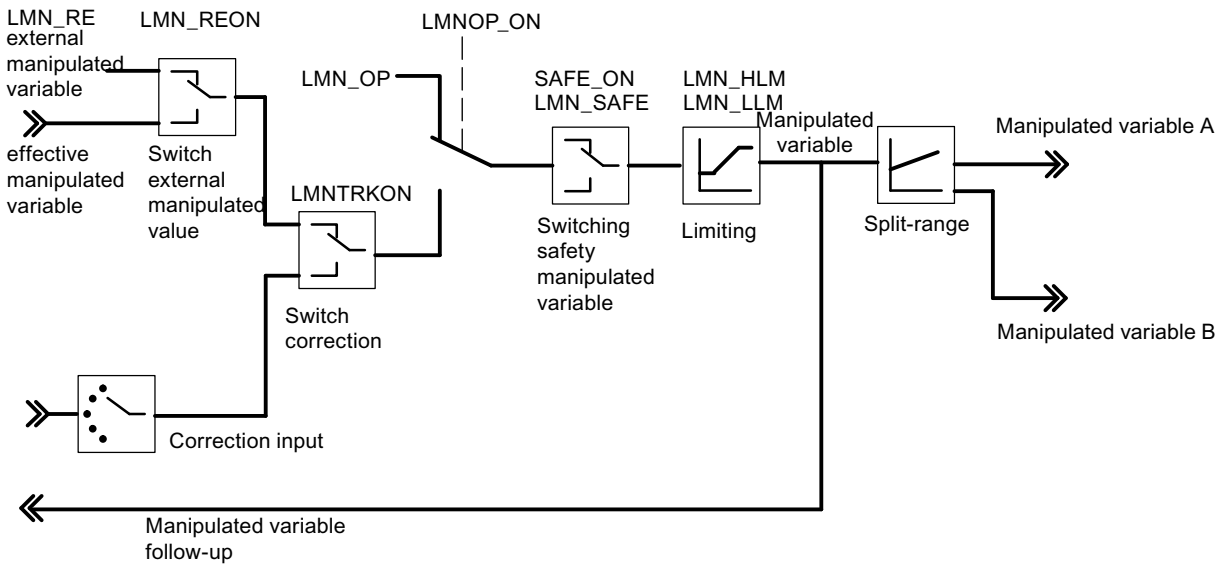 LMN_RE
external
manipulated
variable
LMN_REON
effective
manipulated
variable
Switch
external
manipulated
value
LMN_OP
LMNOP_ON
LMNTRKON
Switch
correction
Correction input
SAFE_ON
LMN_SAFE
Switching
safety
manipulated
variable
LMN_HLM
LMN_LLM
Limiting
Manipulated
variable
Split-range
Manipulated variable A
Manipulated variable B
Manipulated variable
follow-up